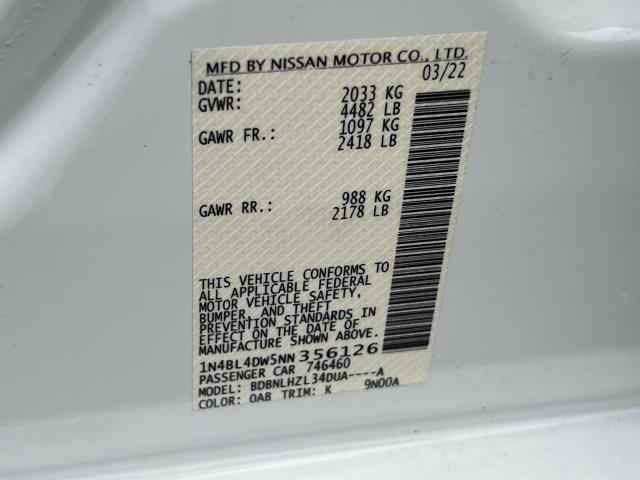 MFD BY NISSAN MOTOR CO., LTD.
DATE: 03/22
GVWR: 2033 KG
4482 LB
GAWR FR.: 1097 KG
2418 LB
GAWR RR.: 988 KG
2178 LB
THIS VEHICLE CONFORMS TO
ALL APPLICABLE FEDERAL
MOTOR VEHICLE SAFETY,
BUMPER, AND THEFT
PREVENTION STANDARDS IN
EFFECT ON THE DATE OF
MANUFACTURE SHOWN ABOVE.
1N4BL4DW5NN356126
PASSENGER CAR 746460
MODEL: BDBNLHZL34DUA----A
COLOR: QAB TRIM: K 9N00A